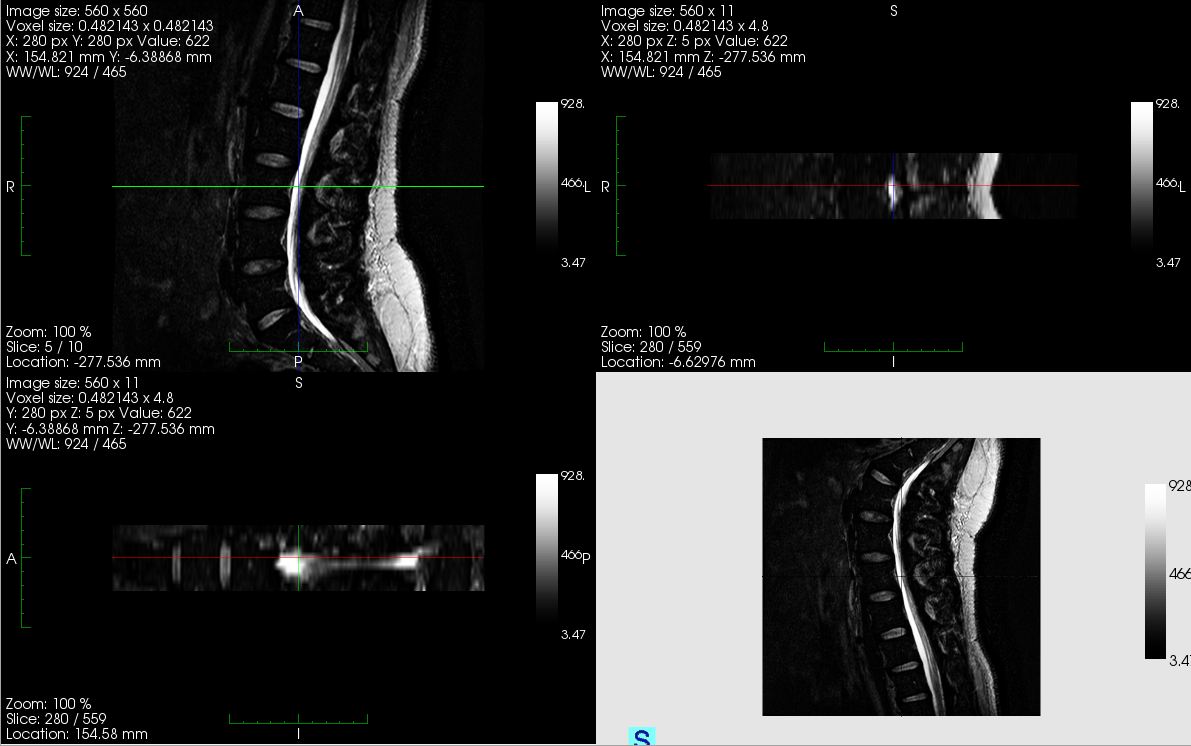 Image size: 560 x 560
Voxel size: 0.482143 x 0.482143
X: 280 px Y: 280 px Value: 622
X: 154.821 mm Y: -6.38868 mm
WW/WL: 924 / 465
A
R
L
P
928.
466
3.47
Zoom: 100 %
Slice: 5 / 10
Location: -277.536 mm
Image size: 560 x 11
Voxel size: 0.482143 x 4.8
X: 280 px Z: 5 px Value: 622
X: 154.821 mm Z: -277.536 mm
WW/WL: 924 / 465
S
R
L
I
928.
466
3.47
Zoom: 100 %
Slice: 280 / 559
Location: -6.62976 mm
Image size: 560 x 11
Voxel size: 0.482143 x 4.8
Y: 280 px Z: 5 px Value: 622
Y: -6.38868 mm Z: -277.536 mm
WW/WL: 924 / 465
S
A
P
I
928.
466
3.47
Zoom: 100 %
Slice: 280 / 559
Location: 154.58 mm
928
466
3.47
S